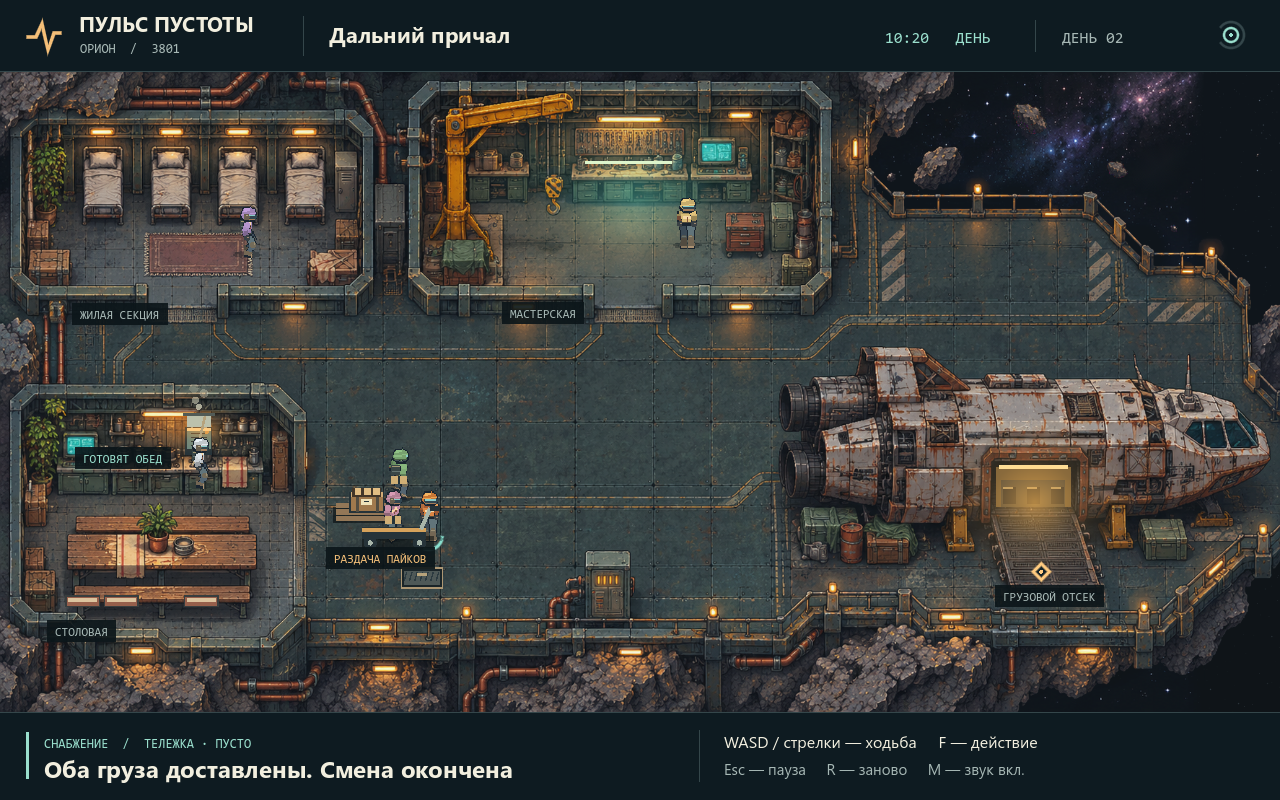 ПУЛЬС ПУСТОТЫ
ОРИОН / 3801
Дальний причал
10:20 ДЕНЬ
ДЕНЬ 02
ЖИЛАЯ СЕКЦИЯ
МАСТЕРСКАЯ
ГОТОВЯТ ОБЕД
РАЗДАЧА ПАЙКОВ
ГРУЗОВОЙ ОТСЕК
СТОЛОВАЯ
СНАБЖЕНИЕ / ТЕЛЕЖКА · ПУСТО
Оба груза доставлены. Смена окончена
WASD / стрелки — ходьба F — действие
Esc — пауза R — заново M — звук вкл.